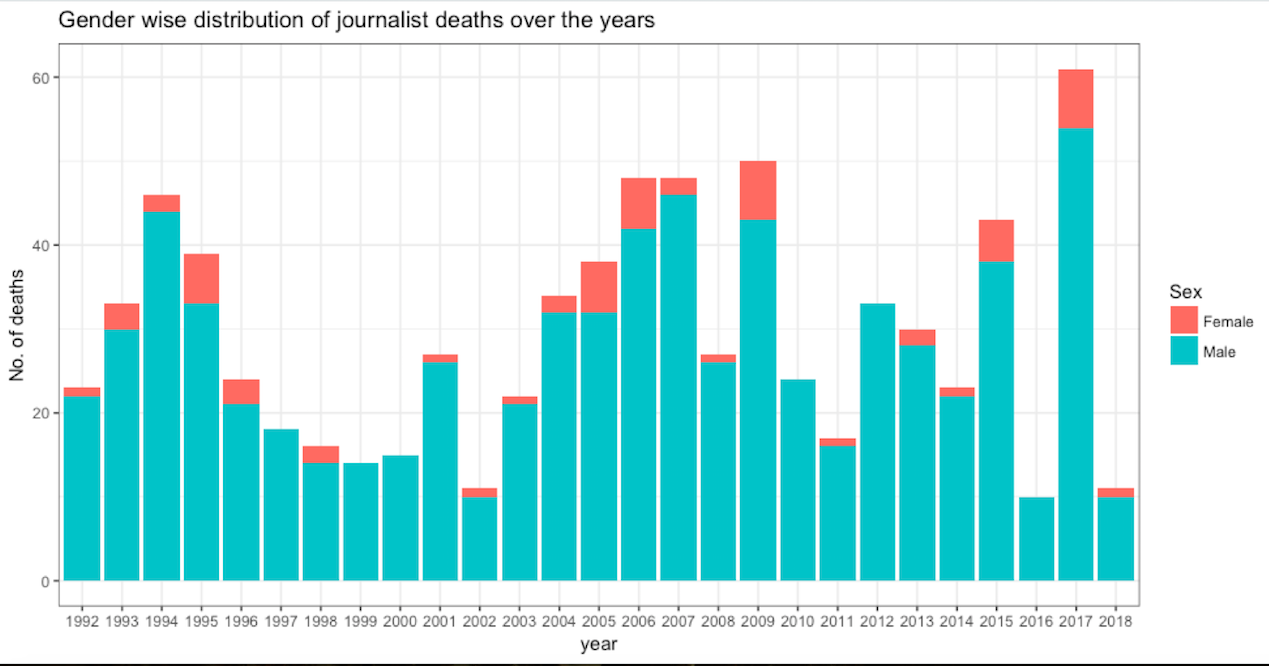 Gender wise distribution of journalist deaths over the years
60
40
20
0
No. of deaths
1992 1993 1994 1995 1996 1997 1998 1999 2000 2001 2002 2003 2004 2005 2006 2007 2008 2009 2010 2011 2012 2013 2014 2015 2016 2017 2018
year
Sex
Female
Male